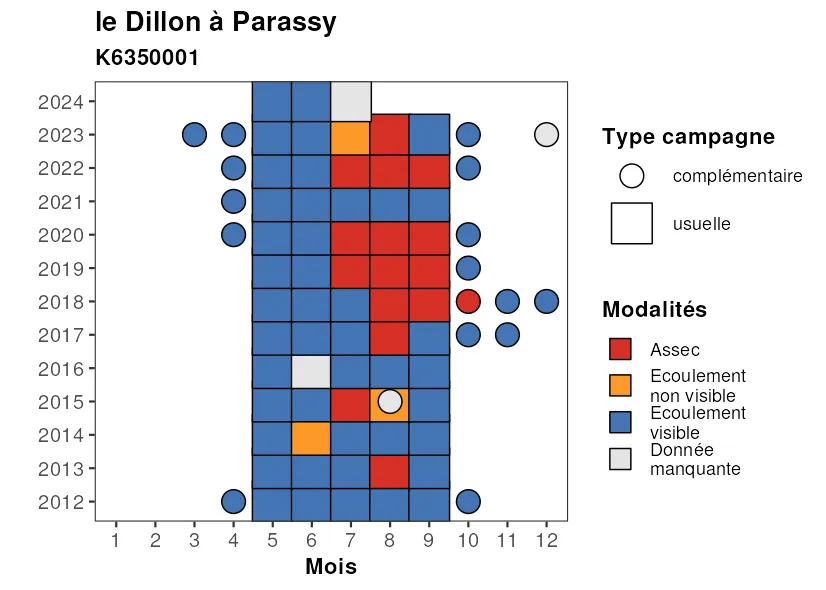 le Dillon à Parassy
K6350001
2024
2023
2022
2021
2020
2019
2018
2017
2016
2015
2014
2013
2012
1 2 3 4 5 6 7 8 9 10 11 12
Mois
Type campagne
complémentaire
usuelle
Modalités
Assec
Ecoulement
non visible
Ecoulement
visible
Donnée
manquante